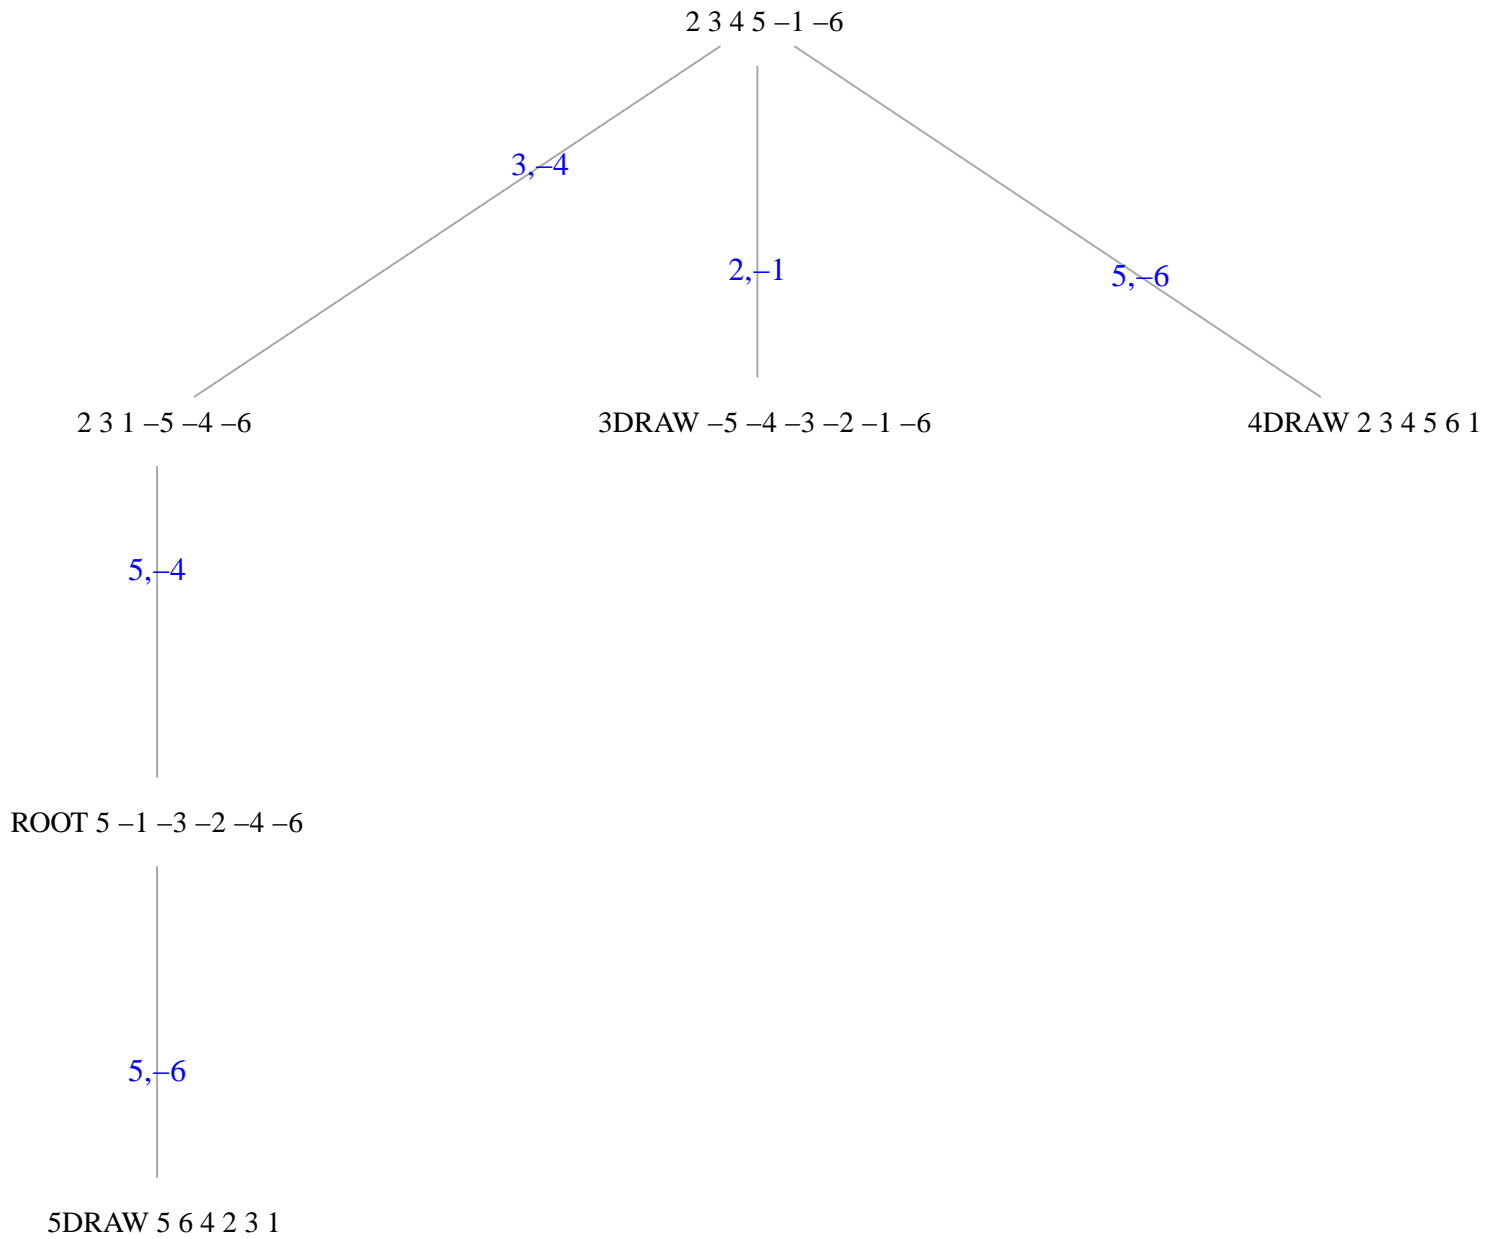 2 3 4 5 –1 –6
3,–4
2,–1
5,–6
2 3 1 –5 –4 –6
3DRAW –5 –4 –3 –2 –1 –6
4DRAW 2 3 4 5 6 1
5,–4
ROOT 5 –1 –3 –2 –4 –6
5,–6
5DRAW 5 6 4 2 3 1